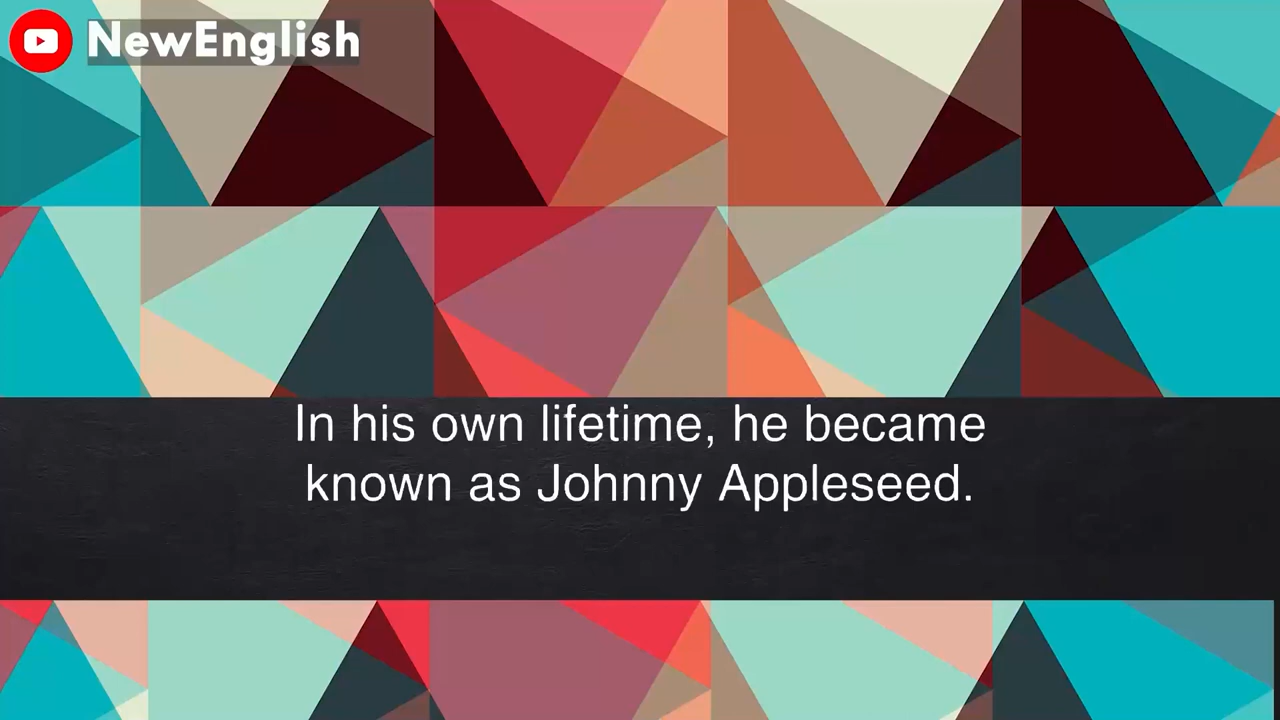 NewEnglish
In his own lifetime, he became
known as Johnny Appleseed.